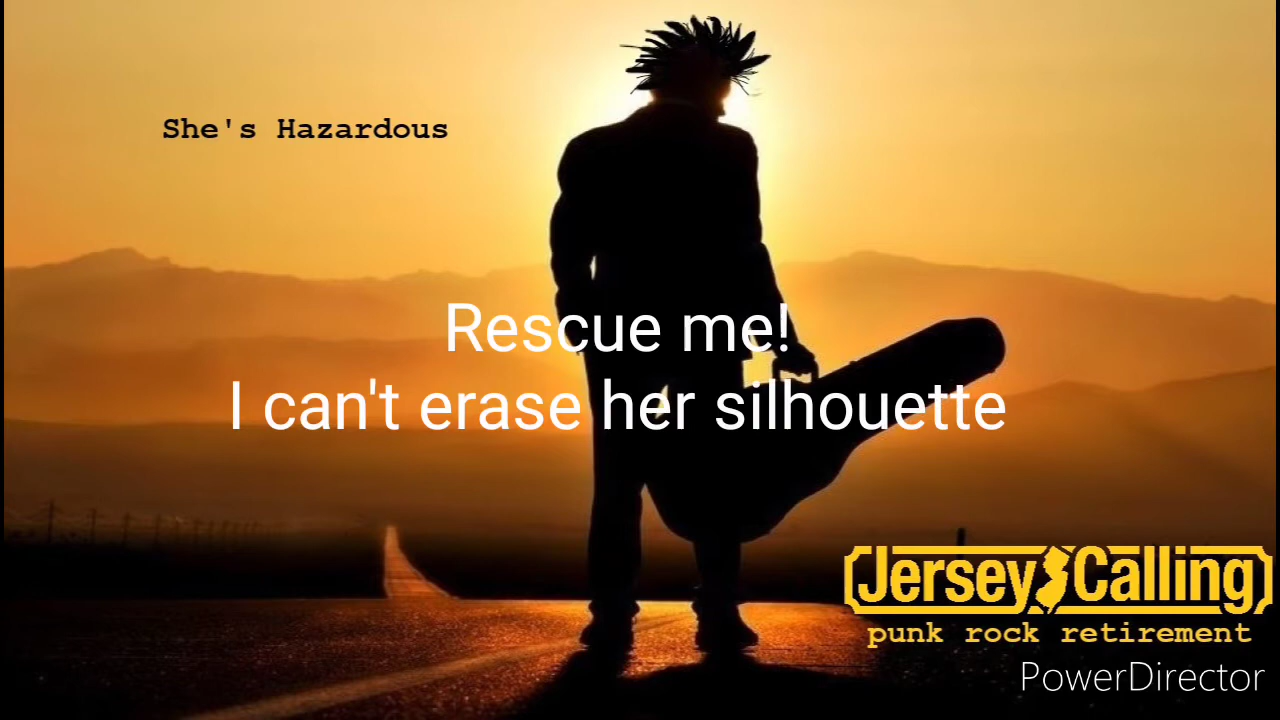 She's Hazardous
Rescue me!
I can't erase her silhouette
Jersey Calling
punk rock retirement
PowerDirector